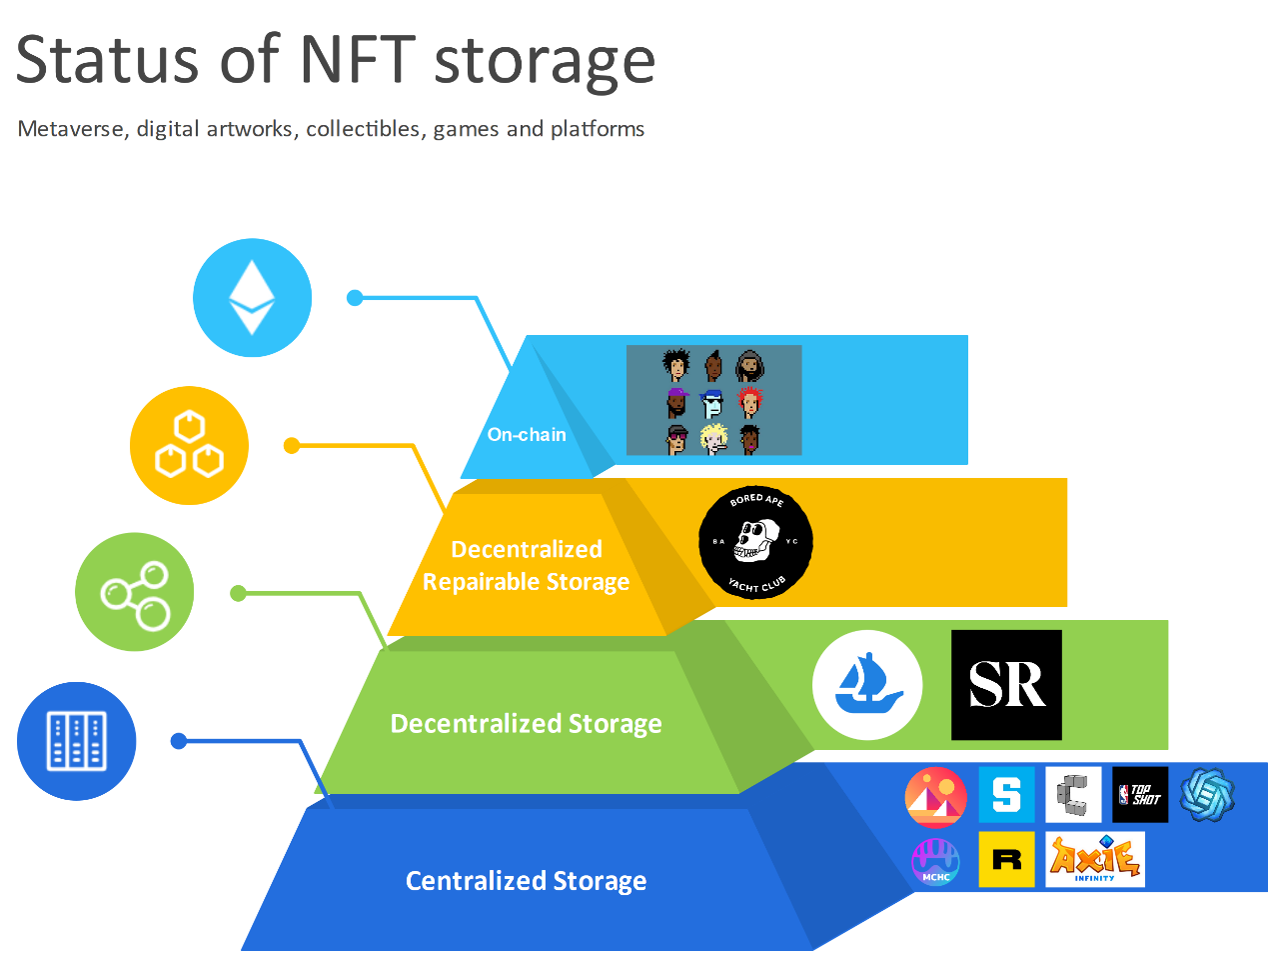 Status of NFT storage
Metaverse, digital artworks, collectibles, games and platforms
On-chain
BORED APE
BA YC
YACHT CLUB
Decentralized
Repairable Storage
SR
Decentralized Storage
S
C
TOP
SHOT
MCHC
R
AXIE
INFINITY
Centralized Storage